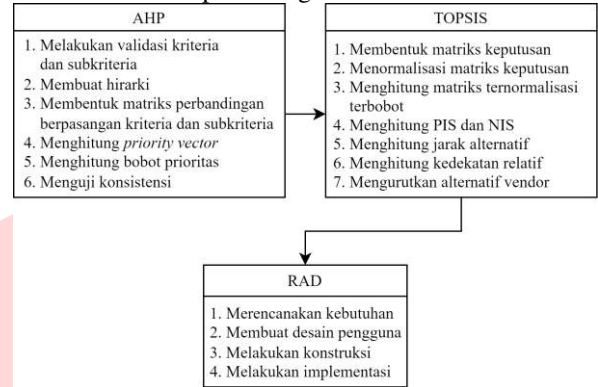 AHP
1. Melakukan validasi kriteria
dan subkriteria
2. Membuat hirarki
3. Membentuk matriks perbandingan
berpasangan kriteria dan subkriteria
4. Menghitung priority vector
5. Menghitung bobot prioritas
6. Menguji konsistensi
TOPSIS
1. Membentuk matriks keputusan
2. Menormalisasi matriks keputusan
3. Menghitung matriks ternormalisasi
terbobot
4. Menghitung PIS dan NIS
5. Menghitung jarak alternatif
6. Menghitung kedekatan relatif
7. Mengurutkan alternatif vendor
RAD
1. Merencanakan kebutuhan
2. Membuat desain pengguna
3. Melakukan konstruksi
4. Melakukan implementasi